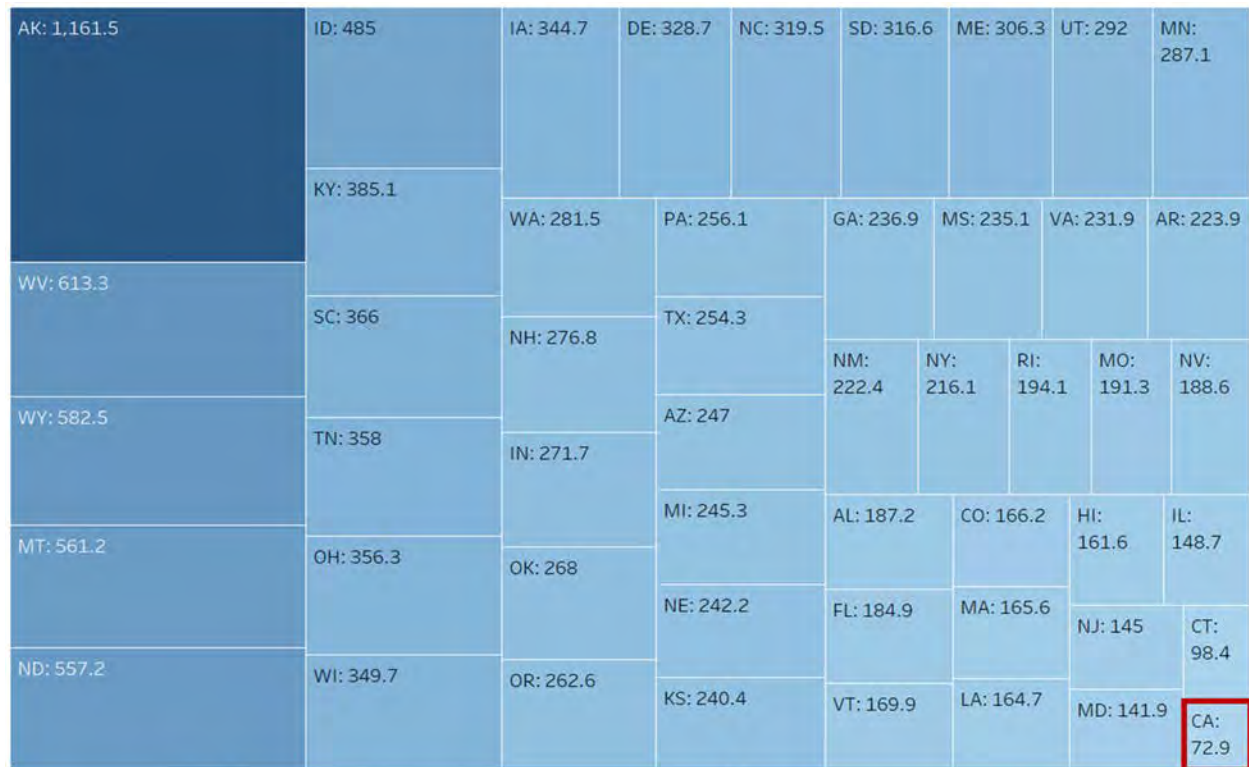 AK: 1,161.5
WV: 613.3
WY: 582.5
MT: 561.2
ND: 557.2
ID: 485
KY: 385.1
SC: 366
TN: 358
OH: 356.3
WI: 349.7
IA: 344.7
DE: 328.7
NC: 319.5
SD: 316.6
ME: 306.3
UT: 292
MN:
287.1
WA: 281.5
NH: 276.8
IN: 271.7
OK: 268
OR: 262.6
PA: 256.1
TX: 254.3
AZ: 247
MI: 245.3
NE: 242.2
KS: 240.4
GA: 236.9
MS: 235.1
VA: 231.9
AR: 223.9
NM:
222.4
NY:
216.1
RI:
194.1
MO:
191.3
NV:
188.6
AL: 187.2
FL: 184.9
VT: 169.9
CO: 166.2
MA: 165.6
LA: 164.7
HI:
161.6
IL:
148.7
NJ: 145
MD: 141.9
CT:
98.4
CA:
72.9